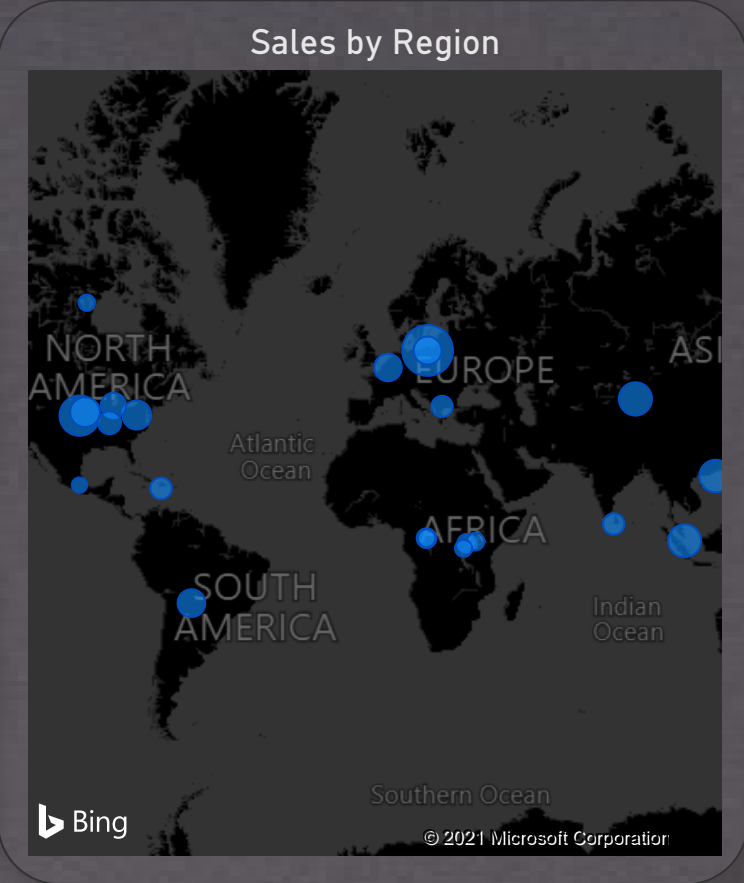 Sales by Region
NORTH
AMERICA
ASI
EUROPE
Atlantic
Ocean
AFRICA
SOUTH
AMERICA
Indian
Ocean
Southern Ocean
Bing
© 2021 Microsoft Corporation